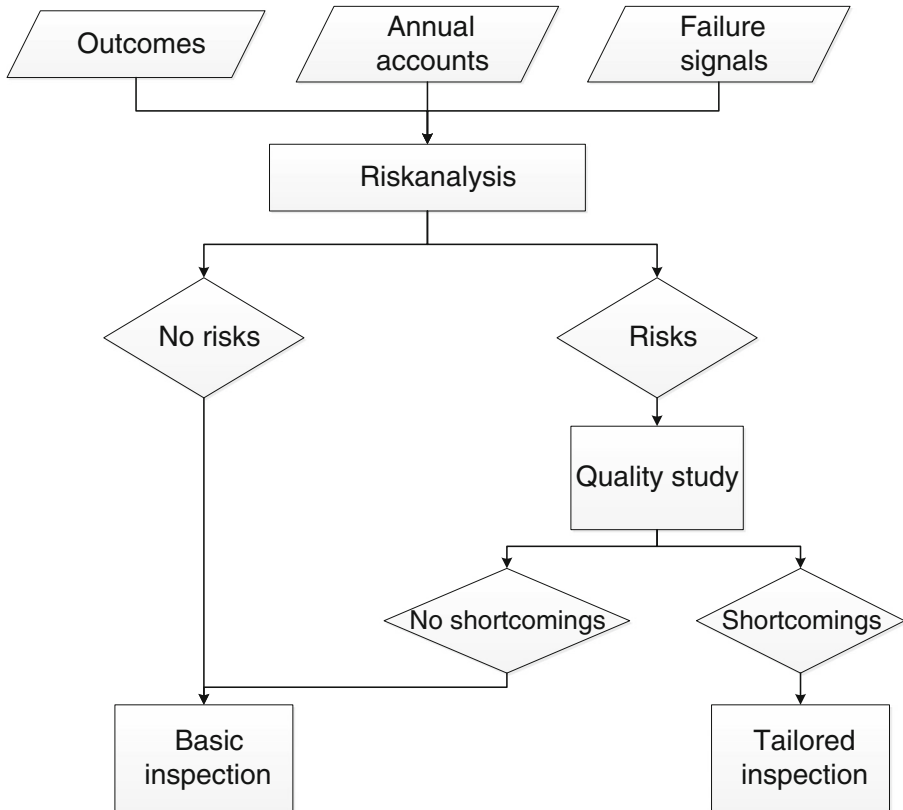 Outcomes
Annual
accounts
Failure
signals
Riskanalysis
No risks
Risks
Quality study
No shortcomings
Shortcomings
Basic
inspection
Tailored
inspection